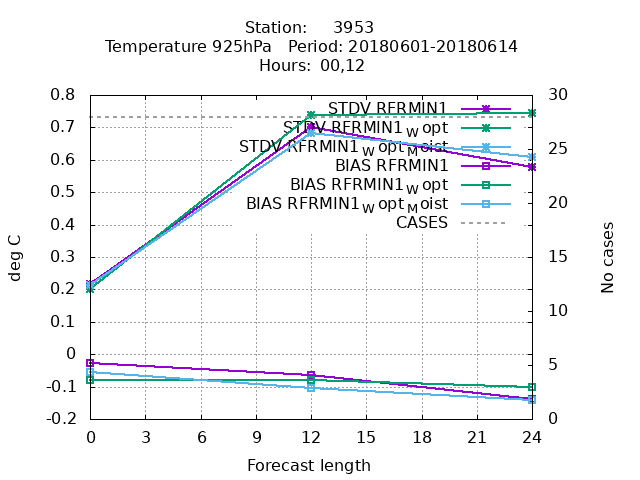 Station: 3953
Temperature 925hPa Period: 20180601-20180614
Hours: 00,12
STDV RFRMIN1
STDV RFRMIN1_W opt
STDV RFRMIN1_W opt_M oist
BIAS RFRMIN1
BIAS RFRMIN1_W opt
BIAS RFRMIN1_W opt_M oist
CASES
deg C
0.8
0.7
0.6
0.5
0.4
0.3
0.2
0.1
0
-0.1
-0.2
No cases
30
25
20
15
10
5
0
0 3 6 9 12 15 18 21 24
Forecast length